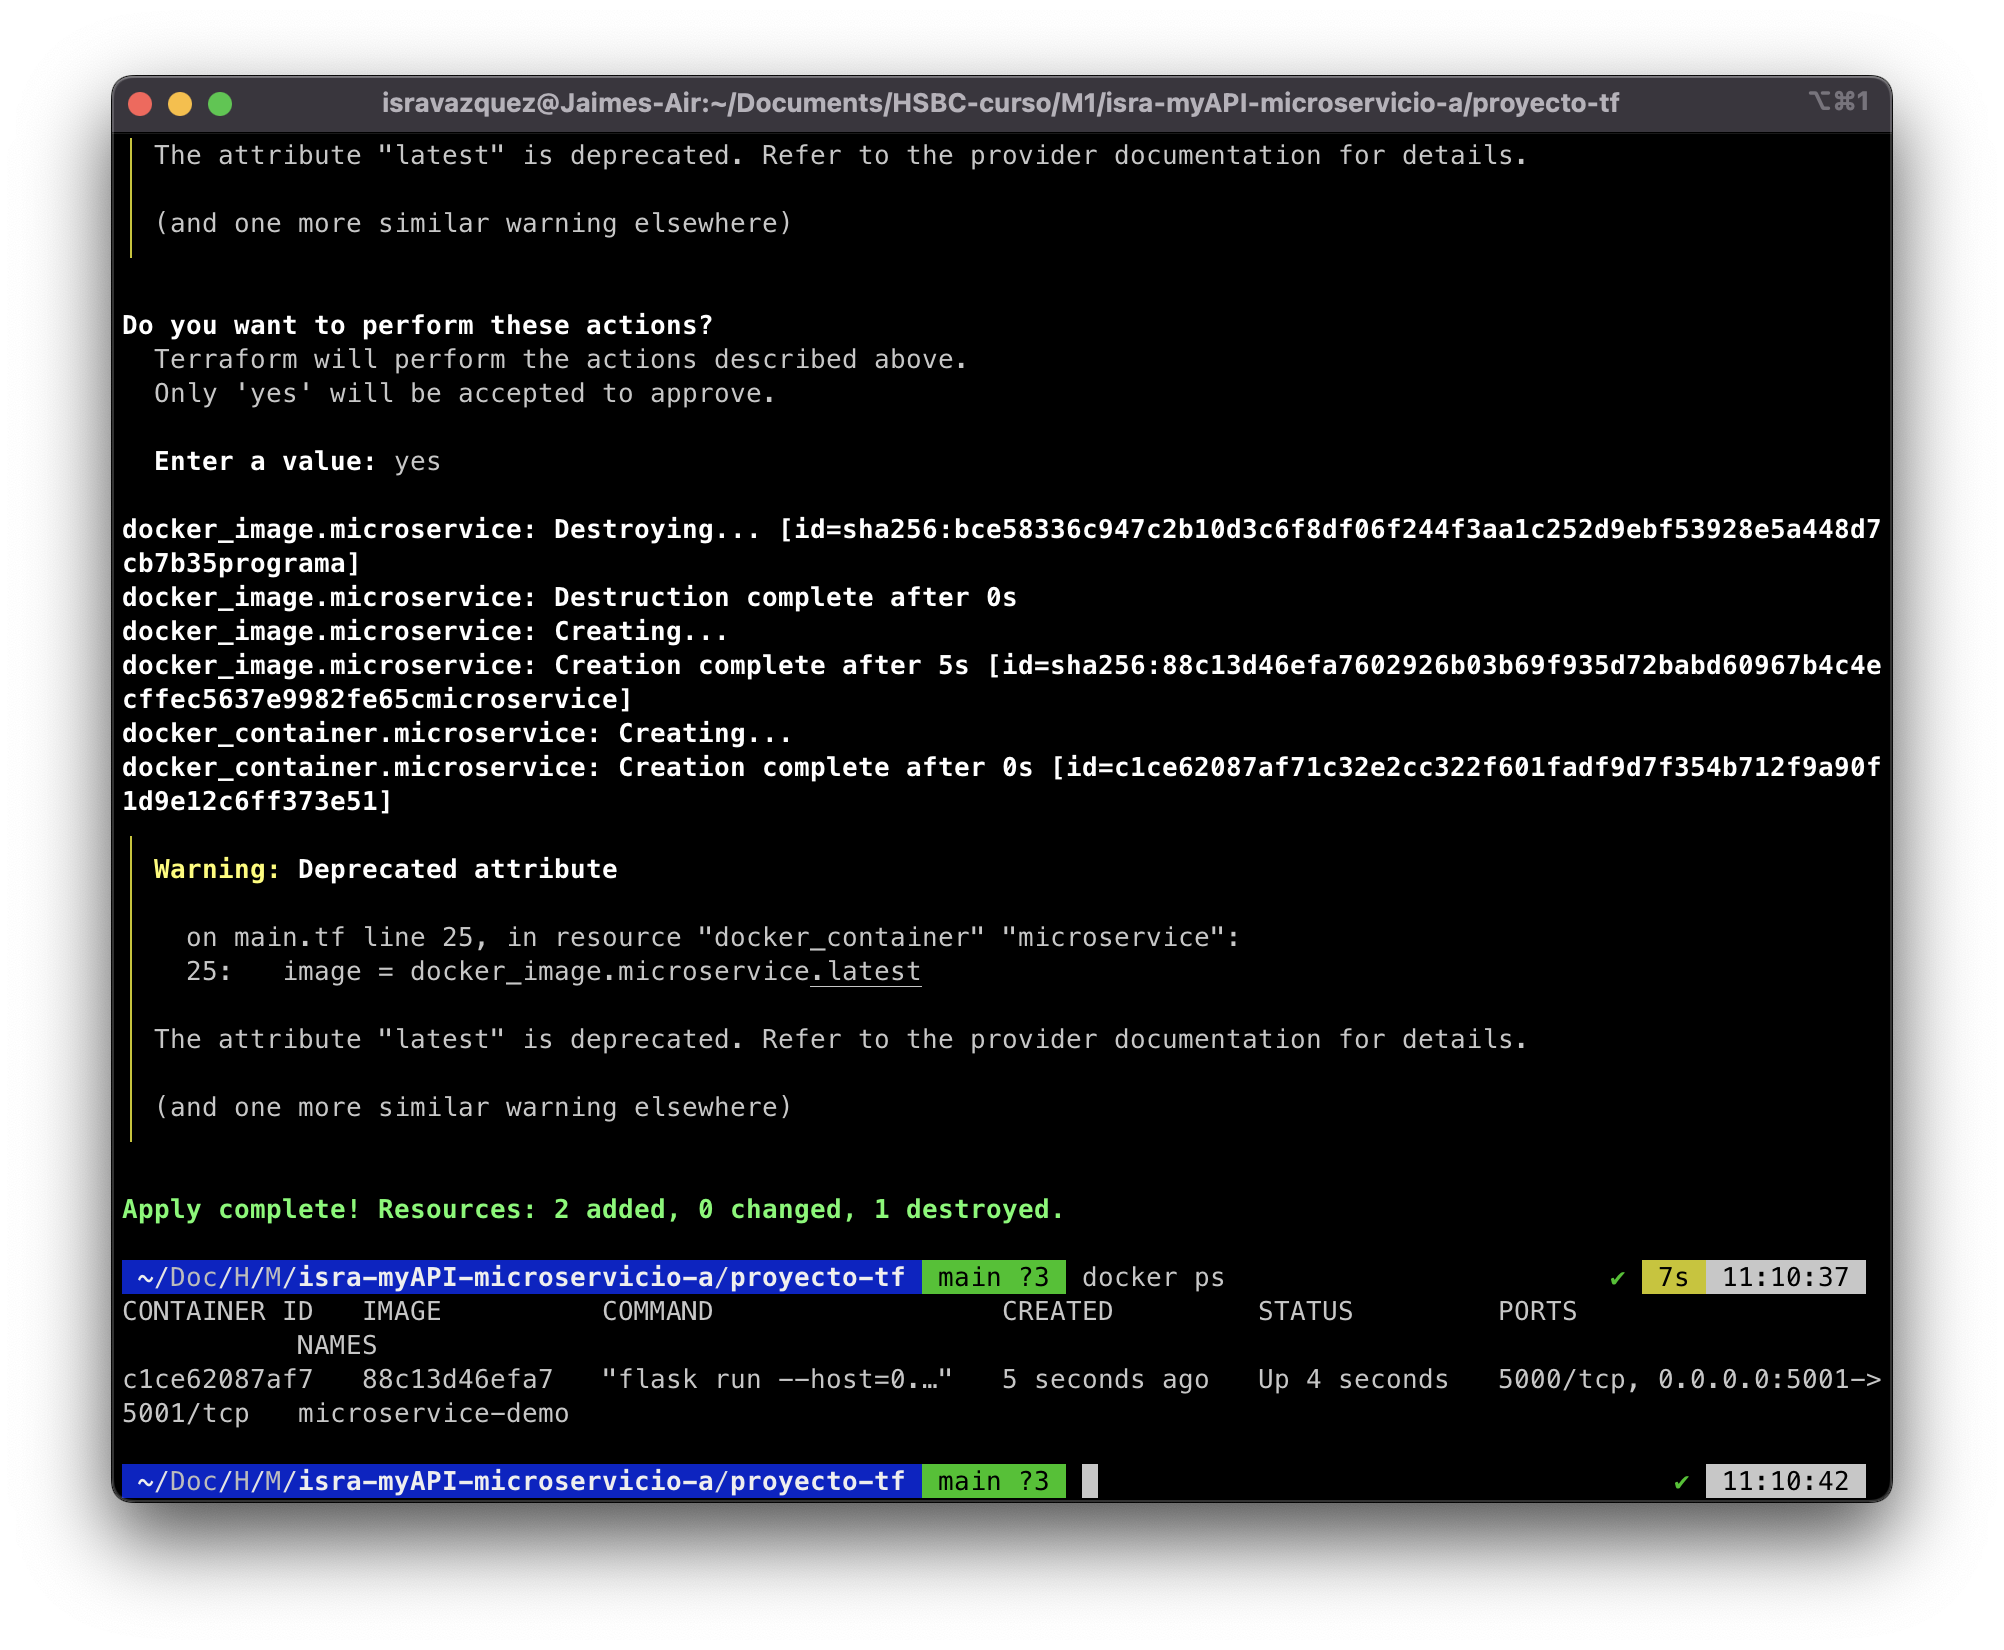 isravazquez@Jaimes-Air:~/Documents/HSBC-curso/M1/isra-myAPI-microservicio-a/proyecto-tf ⌥⌘1
The attribute "latest" is deprecated. Refer to the provider documentation for details.
(and one more similar warning elsewhere)
Do you want to perform these actions?
Terraform will perform the actions described above.
Only 'yes' will be accepted to approve.
Enter a value: yes
docker_image.microservice: Destroying... [id=sha256:bce58336c947c2b10d3c6f8df06f244f3aa1c252d9ebf53928e5a448d7
cb7b35programa]
docker_image.microservice: Destruction complete after 0s
docker_image.microservice: Creating...
docker_image.microservice: Creation complete after 5s [id=sha256:88c13d46efa7602926b03b69f935d72babd60967b4c4e
cffec5637e9982fe65cmicroservice]
docker_container.microservice: Creating...
docker_container.microservice: Creation complete after 0s [id=c1ce62087af71c32e2cc322f601fadf9d7f354b712f9a90f
1d9e12c6ff373e51]
Warning: Deprecated attribute
on main.tf line 25, in resource "docker_container" "microservice":
25:   image = docker_image.microservice.latest
The attribute "latest" is deprecated. Refer to the provider documentation for details.
(and one more similar warning elsewhere)
Apply complete! Resources: 2 added, 0 changed, 1 destroyed.
~/Doc/H/M/isra-myAPI-microservicio-a/proyecto-tf main ?3 docker ps ✔ 7s 11:10:37
CONTAINER ID   IMAGE          COMMAND                  CREATED         STATUS         PORTS
NAMES
c1ce62087af7   88c13d46efa7   "flask run --host=0.…"   5 seconds ago   Up 4 seconds   5000/tcp, 0.0.0.0:5001->
5001/tcp   microservice-demo
~/Doc/H/M/isra-myAPI-microservicio-a/proyecto-tf main ?3 ✔ 11:10:42